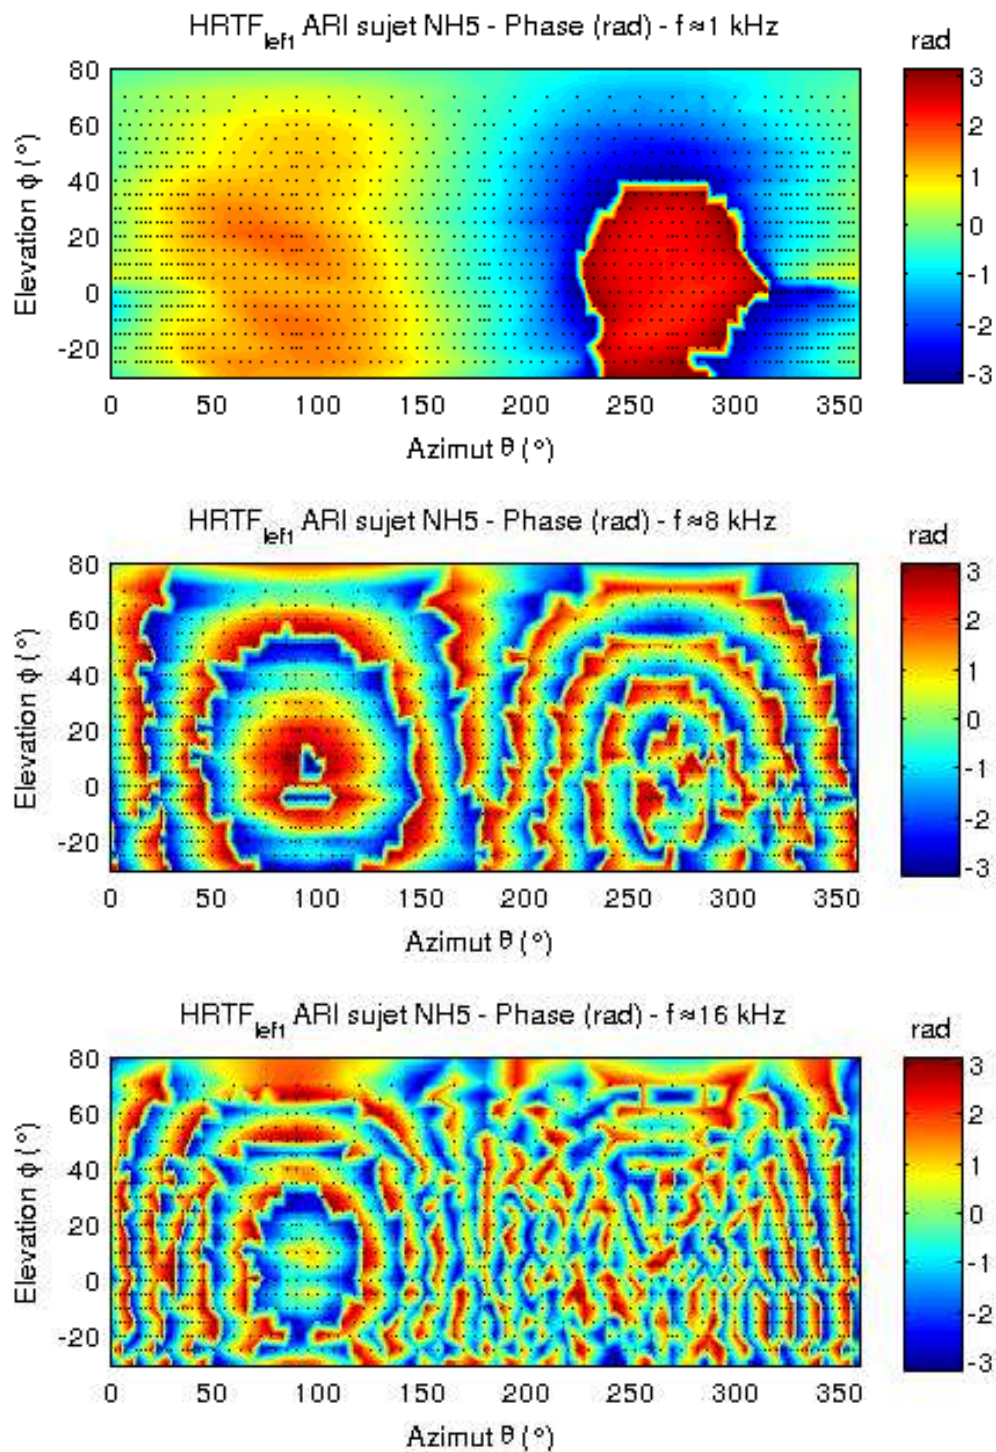 HRTFleft ARI sujet NH5 - Phase (rad) - f≈1 kHz
rad
80
60
40
20
0
-20
Elevation ϕ (°)
0 50 100 150 200 250 300 350
Azimut θ (°)
3
2
1
0
-1
-2
-3
HRTFleft ARI sujet NH5 - Phase (rad) - f≈8 kHz
rad
80
60
40
20
0
-20
Elevation ϕ (°)
0 50 100 150 200 250 300 350
Azimut θ (°)
3
2
1
0
-1
-2
-3
HRTFleft ARI sujet NH5 - Phase (rad) - f≈16 kHz
rad
80
60
40
20
0
-20
Elevation ϕ (°)
0 50 100 150 200 250 300 350
Azimut θ (°)
3
2
1
0
-1
-2
-3